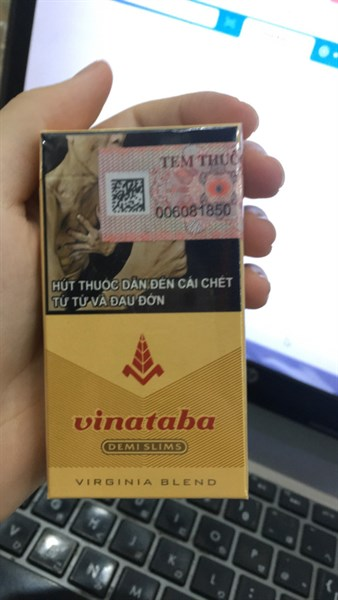 TEM THUỐ
006081850
HÚT THUỐC DẪN ĐẾN CÁI CHẾT
TỪ TỪ VÀ ĐAU ĐỚN
vinataba
DEMI SLIMS
VIRGINIA BLEND